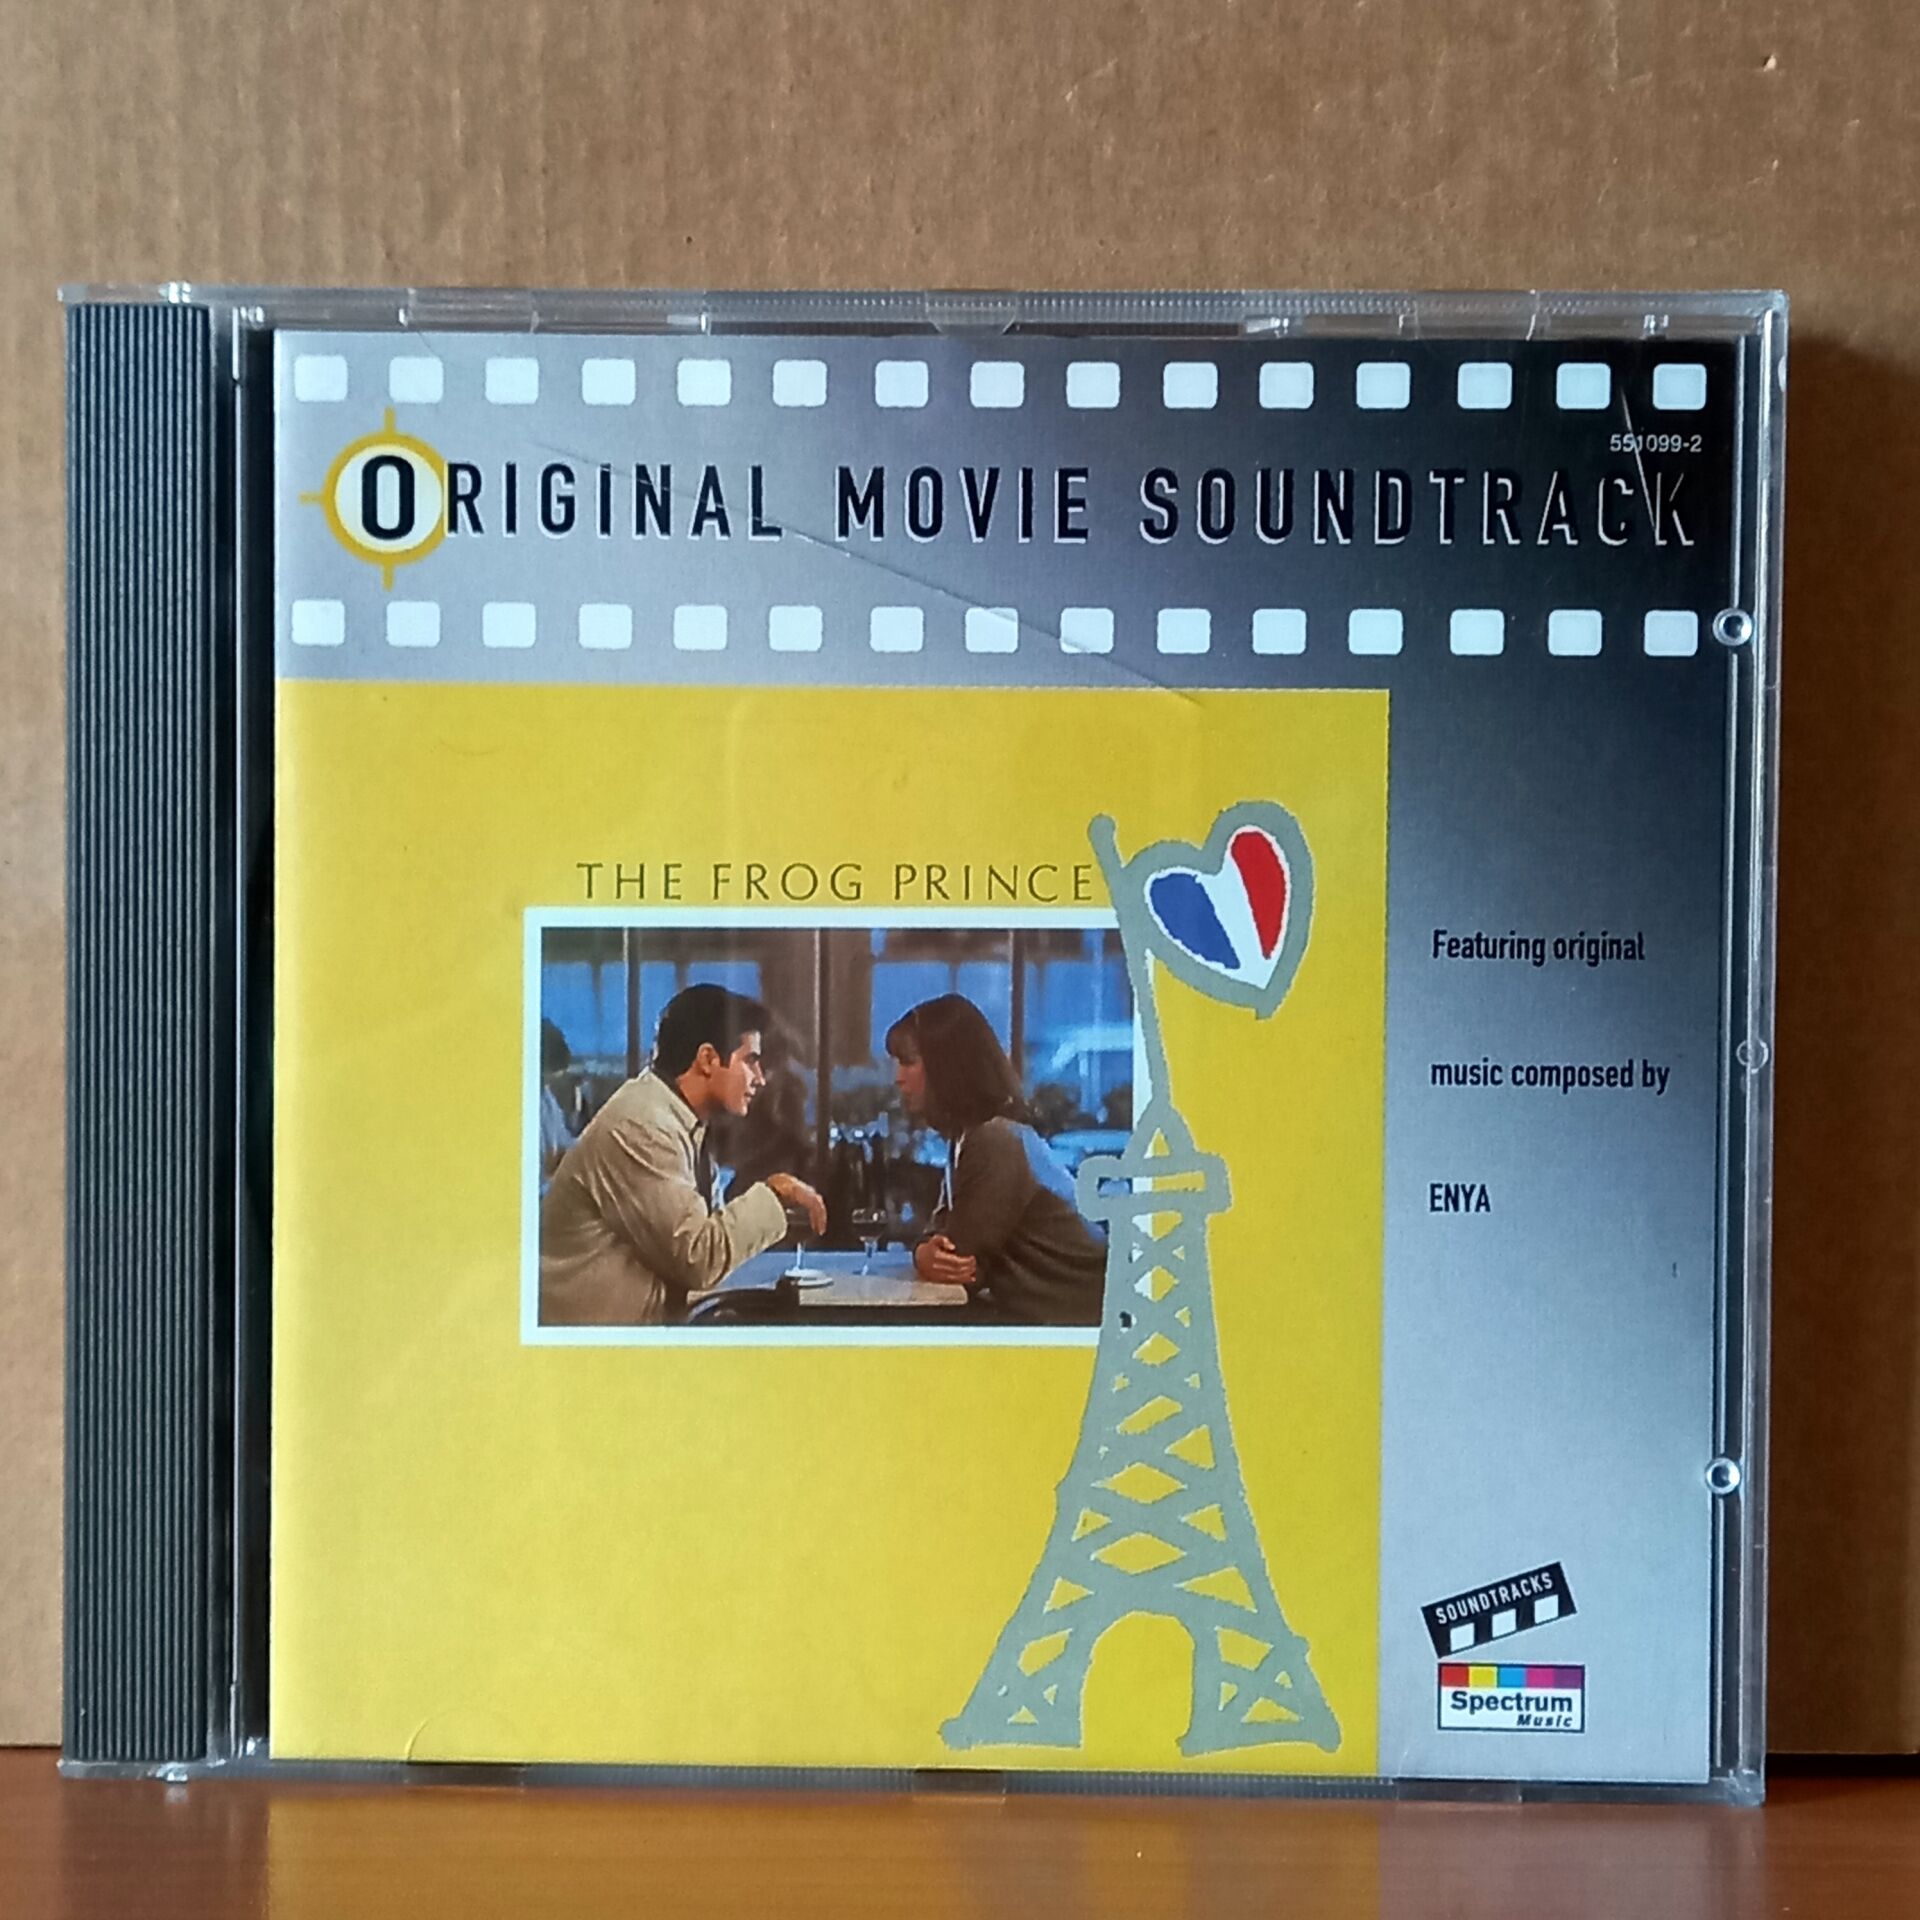 551099-2
ORIGINAL MOVIE SOUNDTRACK
THE FROG PRINCE
Featuring original
music composed by
ENYA
SOUNDTRACKS
Spectrum
Music